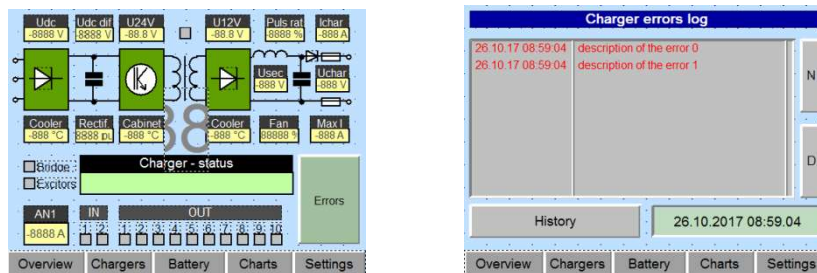 Udc Udc dif U24V U12V Puls rat Ichar
-8888 V -8888 V -88.8 V -88.8 V -8888 % -888 A
Usec Uchar
-888 V -888 V
Cooler Rectif. Cabinet Cooler Fan Max I
-888 °C -888 °C -888 °C 88888 % -888 A
88
Charger - status
Bridge
Excitors
Errors
AN1 IN OUT
-8888 A 1 2 1 2 3 4 5 6 7 8 9 10
Overview Chargers Battery Charts Settings
Charger errors log
26.10.17 08:59:04 description of the error 0
26.10.17 08:59:04 description of the error 1
N
D
History 26.10.2017 08:59.04
Overview Chargers Battery Charts Settings